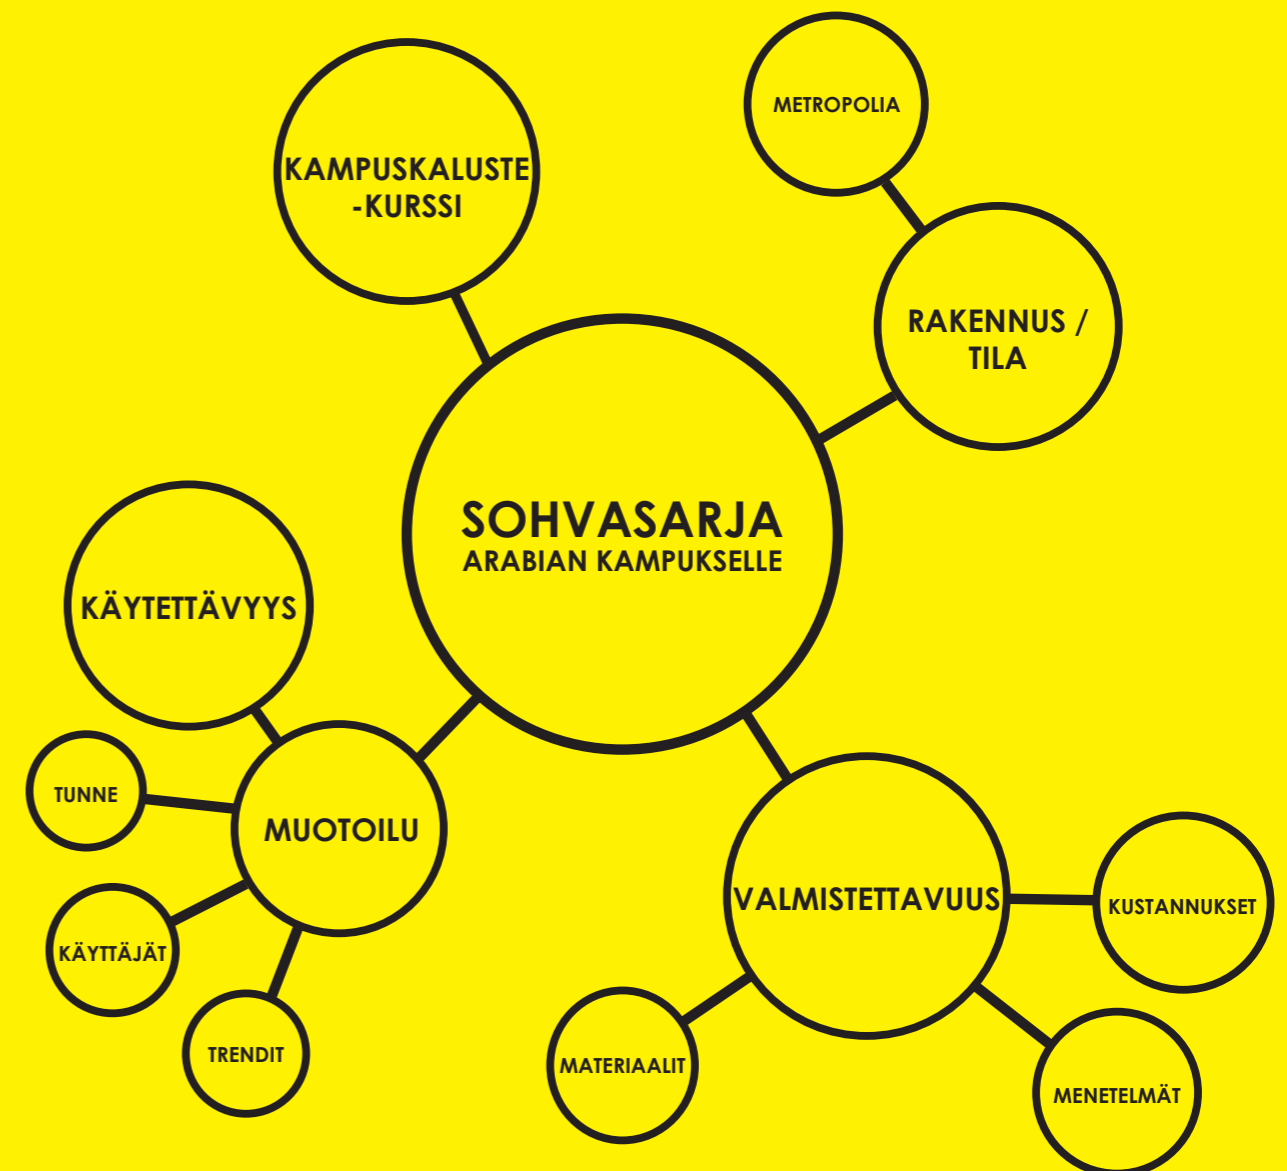 METROPOLIA
KAMPUSKALUSTE
-KURSSI
RAKENNUS /
TILA
SOHVASARJA
ARABIAN KAMPUKSELLE
KÄYTETTÄVYYS
TUNNE
MUOTOILU
KÄYTTÄJÄT
TRENDIT
VALMISTETTAVUUS
KUSTANNUKSET
MATERIAALIT
MENETELMÄT